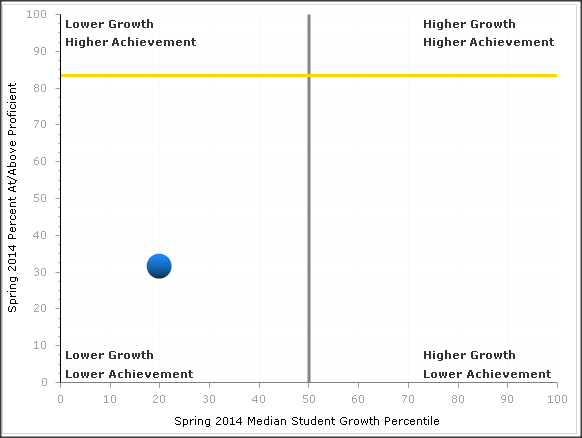 Lower Growth
Higher Achievement
Higher Growth
Higher Achievement
100
90
80
70
60
50
40
30
20
10
0
Spring 2014 Percent At/Above Proficient
Lower Growth
Lower Achievement
Higher Growth
Lower Achievement
0 10 20 30 40 50 60 70 80 90 100
Spring 2014 Median Student Growth Percentile